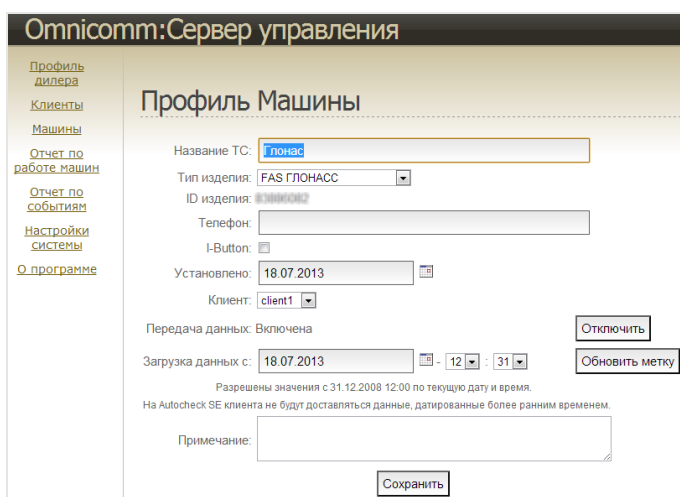 Omnicomm:Сервер управления
Профиль
дилера
Клиенты
Машины
Отчет по
работе машин
Отчет по
событиям
Настройки
системы
О программе
Профиль Машины
Название ТС: Глонас
Тип изделия: FAS ГЛОНАСС
ID изделия:
Телефон:
I-Button:
Установлено: 18.07.2013
Клиент: client1
Передача данных: Включена Отключить
Загрузка данных с: 18.07.2013 - 12 : 31 Обновить метку
Разрешены значения с 31.12.2008 12:00 по текущую дату и время.
На Autocheck SE клиента не будут доставляться данные, датированные более ранним временем.
Примечание:
Сохранить